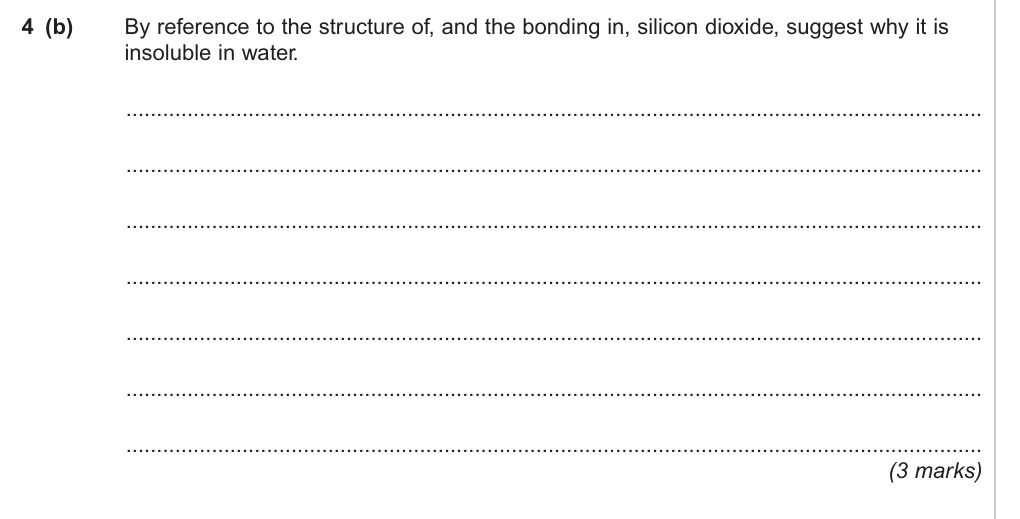 4 (b) By reference to the structure of, and the bonding in, silicon dioxide, suggest why it is
insoluble in water.
(3 marks)